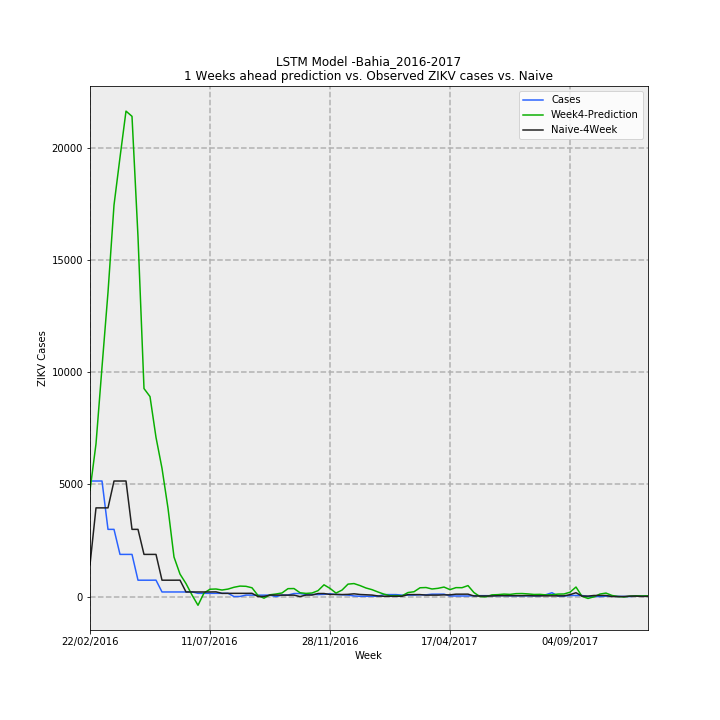 LSTM Model -Bahia_2016-2017
1 Weeks ahead prediction vs. Observed ZIKV cases vs. Naive
Cases
Week4-Prediction
Naive-4Week
20000
15000
10000
5000
0
ZIKV Cases
22/02/2016 11/07/2016 28/11/2016 17/04/2017 04/09/2017
Week